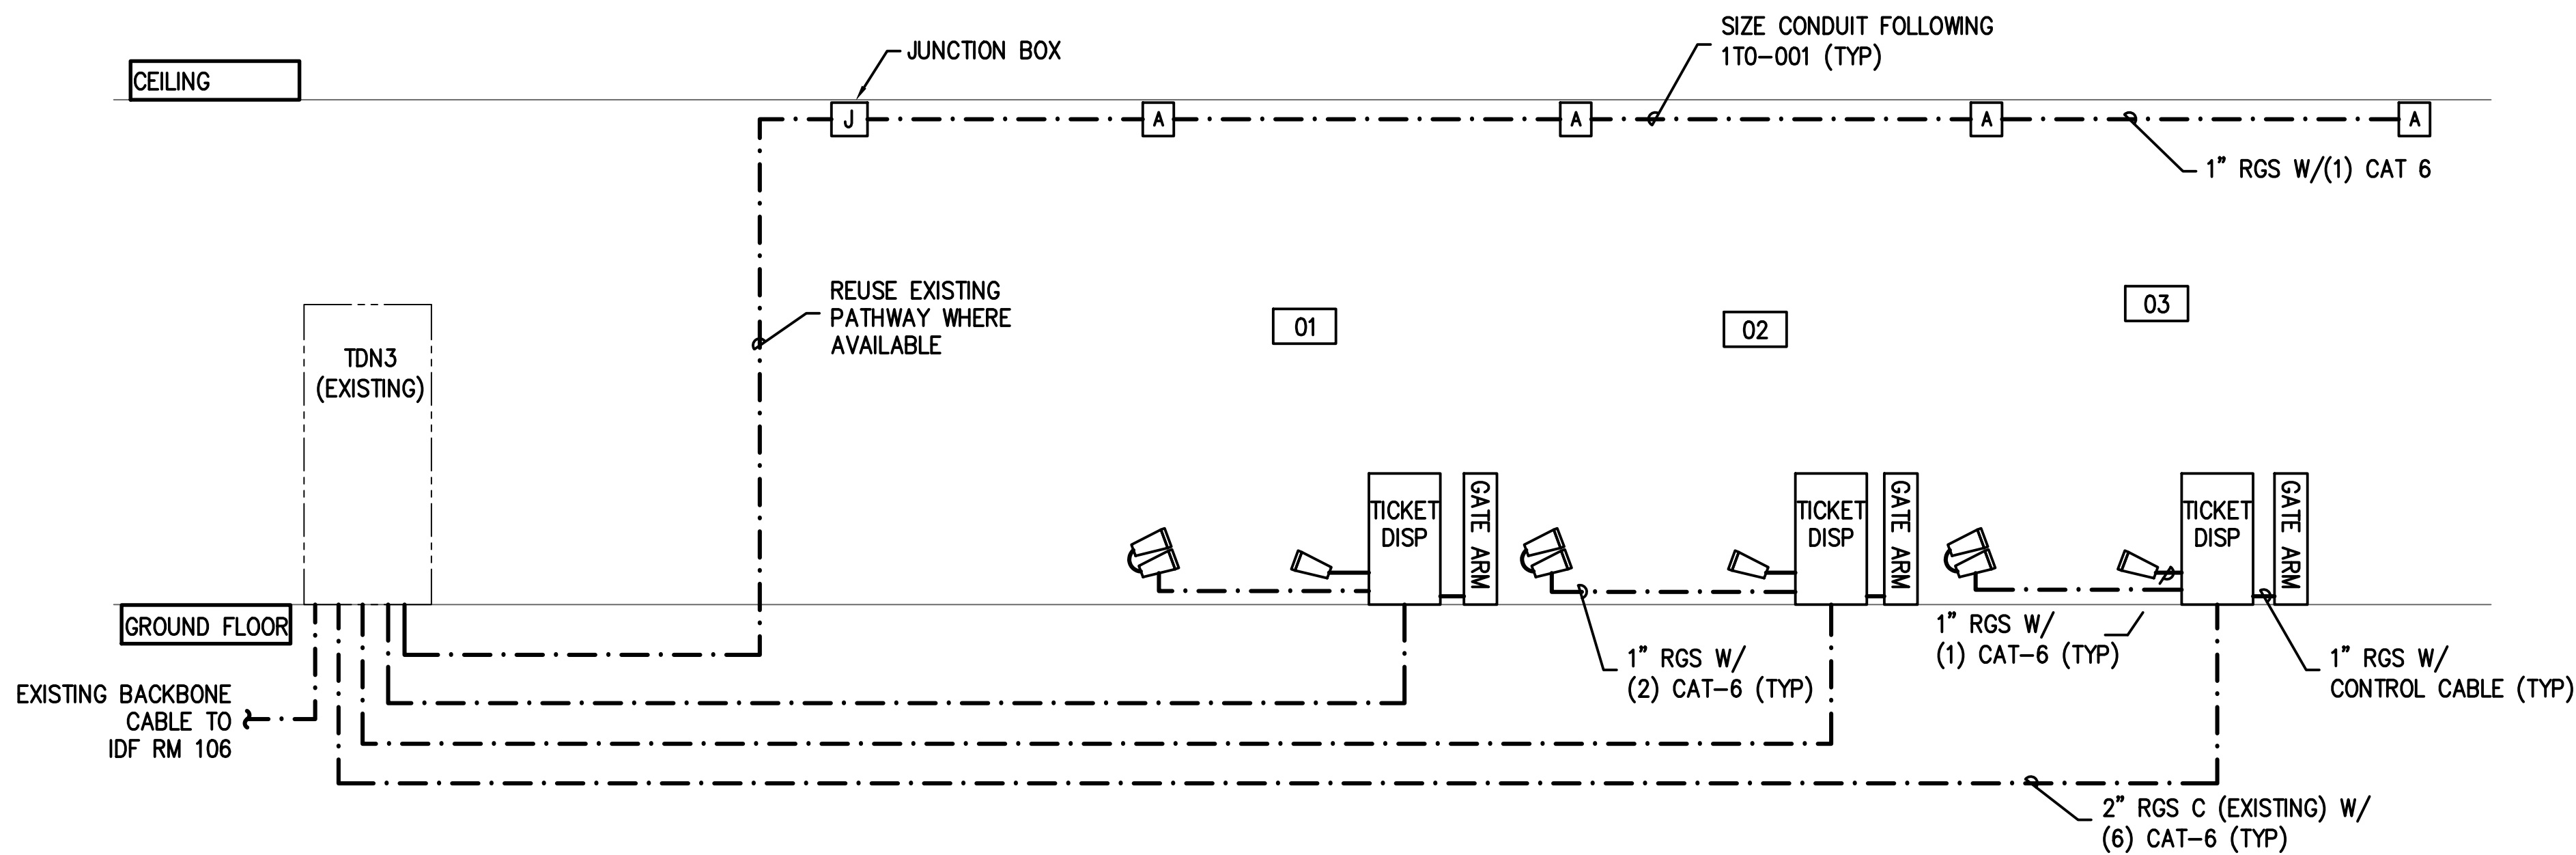 SIZE CONDUIT FOLLOWING
1T0-001 (TYP)
JUNCTION BOX
CEILING
J
A
A
A
A
1" RGS W/(1) CAT 6
REUSE EXISTING
PATHWAY WHERE
AVAILABLE
01
02
03
TDN3
(EXISTING)
TICKET
DISP
GATE ARM
TICKET
DISP
GATE ARM
TICKET
DISP
GATE ARM
GROUND FLOOR
EXISTING BACKBONE
CABLE TO
IDF RM 106
1" RGS W/
(2) CAT-6 (TYP)
1" RGS W/
(1) CAT-6 (TYP)
1" RGS W/
CONTROL CABLE (TYP)
2" RGS C (EXISTING) W/
(6) CAT-6 (TYP)